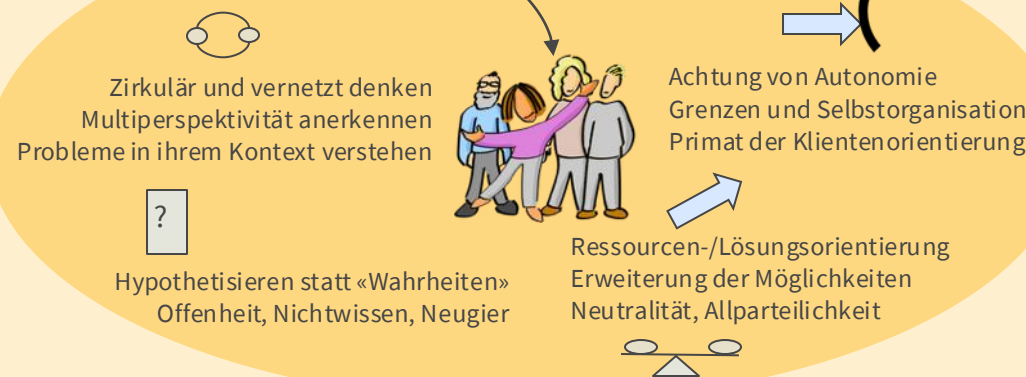 Zirkulär und vernetzt denken
Multiperspektivität anerkennen
Probleme in ihrem Kontext verstehen
Achtung von Autonomie
Grenzen und Selbstorganisation
Primat der Klientenorientierung
?
Hypothetisieren statt «Wahrheiten»
Offenheit, Nichtwissen, Neugier
Ressourcen-/Lösungsorientierung
Erweiterung der Möglichkeiten
Neutralität, Allparteilichkeit